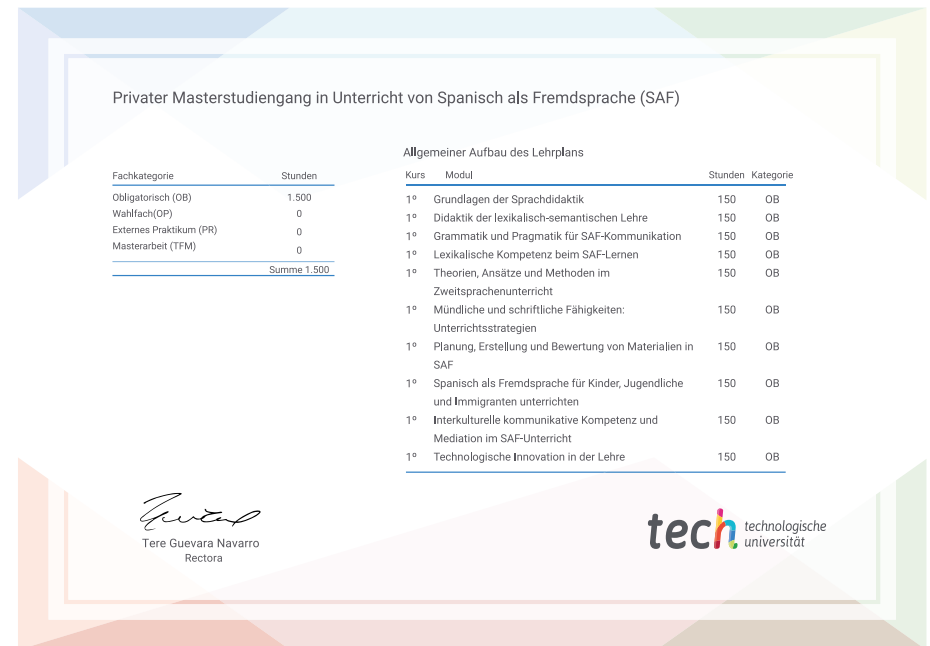 Privater Masterstudiengang in Unterricht von Spanisch als Fremdsprache (SAF)
Fachkategorie Stunden
Obligatorisch (OB) 1.500
Wahlfach(OP) 0
Externes Praktikum (PR) 0
Masterarbeit (TFM) 0
Summe 1.500
Allgemeiner Aufbau des Lehrplans
Kurs Modul Stunden Kategorie
1º Grundlagen der Sprachdidaktik 150 OB
1º Didaktik der lexikalisch-semantischen Lehre 150 OB
1º Grammatik und Pragmatik für SAF-Kommunikation 150 OB
1º Lexikalische Kompetenz beim SAF-Lernen 150 OB
1º Theorien, Ansätze und Methoden im 150 OB
Zweitsprachenunterricht
1º Mündliche und schriftliche Fähigkeiten: 150 OB
Unterrichtsstrategien
1º Planung, Erstellung und Bewertung von Materialien in 150 OB
SAF
1º Spanisch als Fremdsprache für Kinder, Jugendliche 150 OB
und Immigranten unterrichten
1º Interkulturelle kommunikative Kompetenz und 150 OB
Mediation im SAF-Unterricht
1º Technologische Innovation in der Lehre 150 OB
Tere Guevara Navarro
Rectora
tech technologische
universität